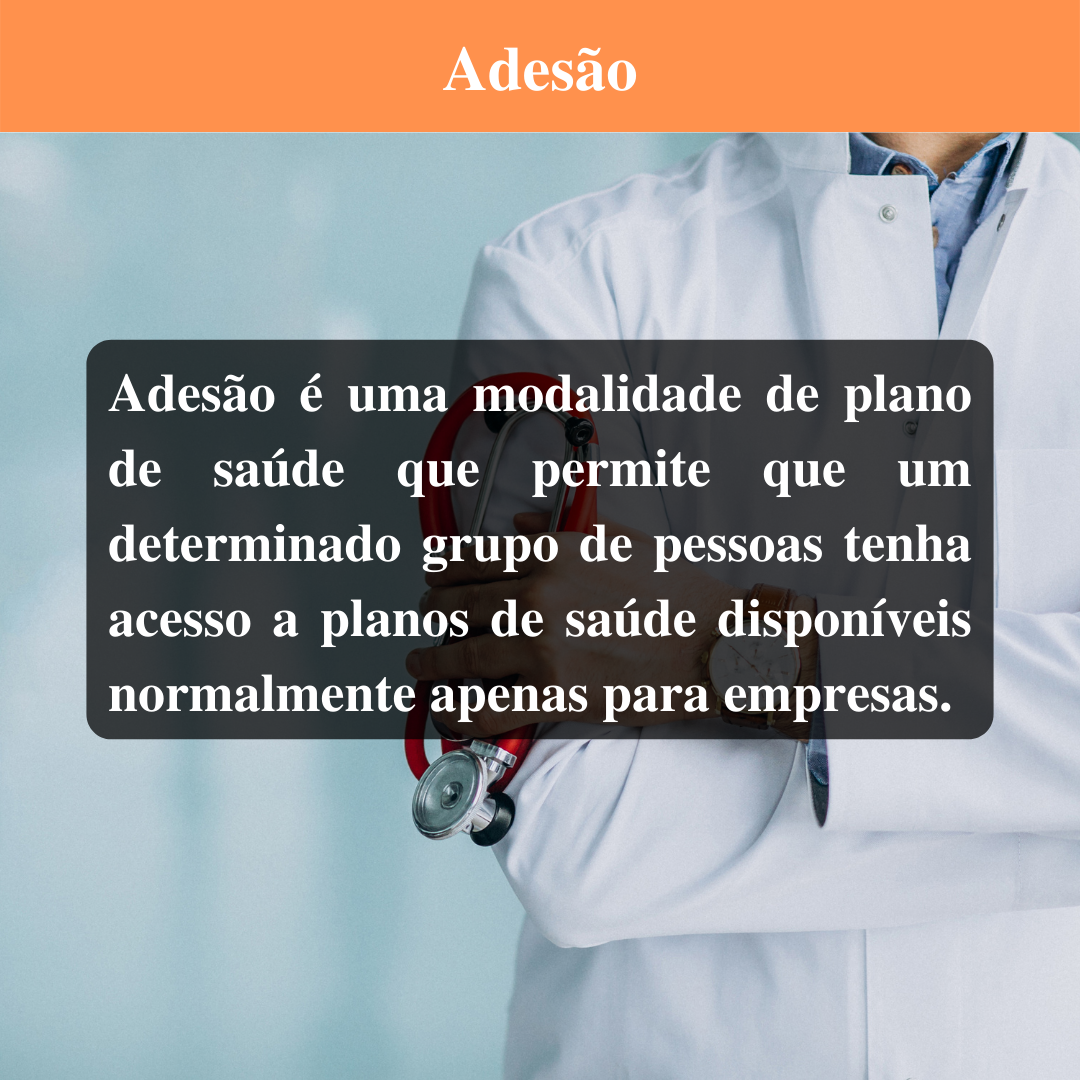 Adesão
Adesão é uma modalidade de plano
de saúde que permite que um
determinado grupo de pessoas tenha
acesso a planos de saúde disponíveis
normalmente apenas para empresas.